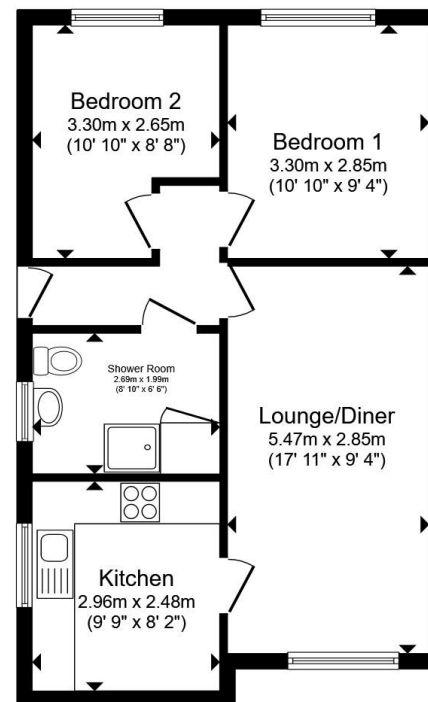 Bedroom 2
3.30m x 2.65m
(10' 10" x 8' 8")
Bedroom 1
3.30m x 2.85m
(10' 10" x 9' 4")
Shower Room
2.69m x 1.99m
(8' 10" x 6' 6")
Lounge/Diner
5.47m x 2.85m
(17' 11" x 9' 4")
Kitchen
2.96m x 2.48m
(9' 9" x 8' 2")